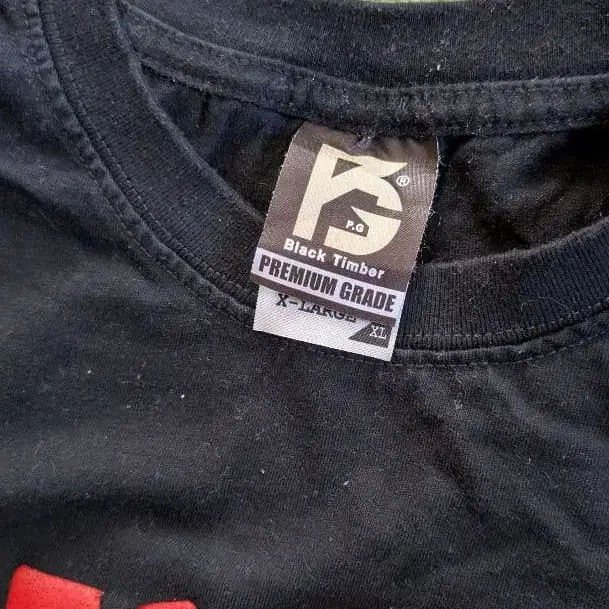 ®
P.G
Black Timber
PREMIUM GRADE
X-LARGE
XL